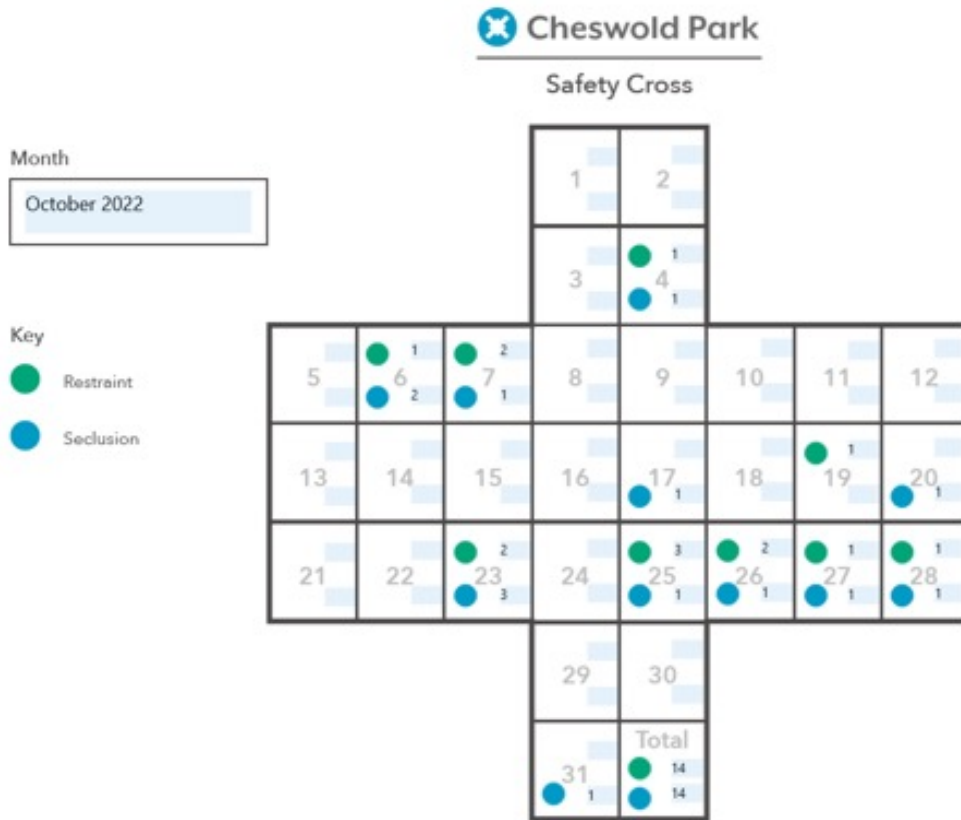 Cheswold Park
Safety Cross
Month
October 2022
Key
Restraint
Seclusion
1 2
3 4 1 1
5 6 1 2 7 2 1 8 9 10 11 12
13 14 15 16 17 1 18 19 1 20 1
21 22 23 2 3 24 25 3 1 26 2 1 27 1 1 28 1 1
29 30
31 1 Total 14 14